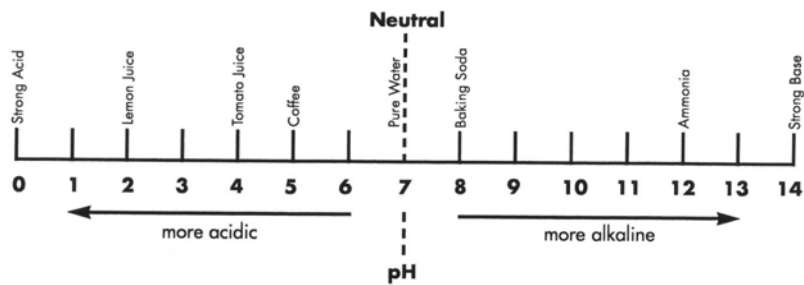 Neutral
Strong Acid
Lemon Juice
Tomato Juice
Coffee
Pure Water
Baking Soda
Ammonia
Strong Base
0 1 2 3 4 5 6 7 8 9 10 11 12 13 14
more acidic more alkaline
pH